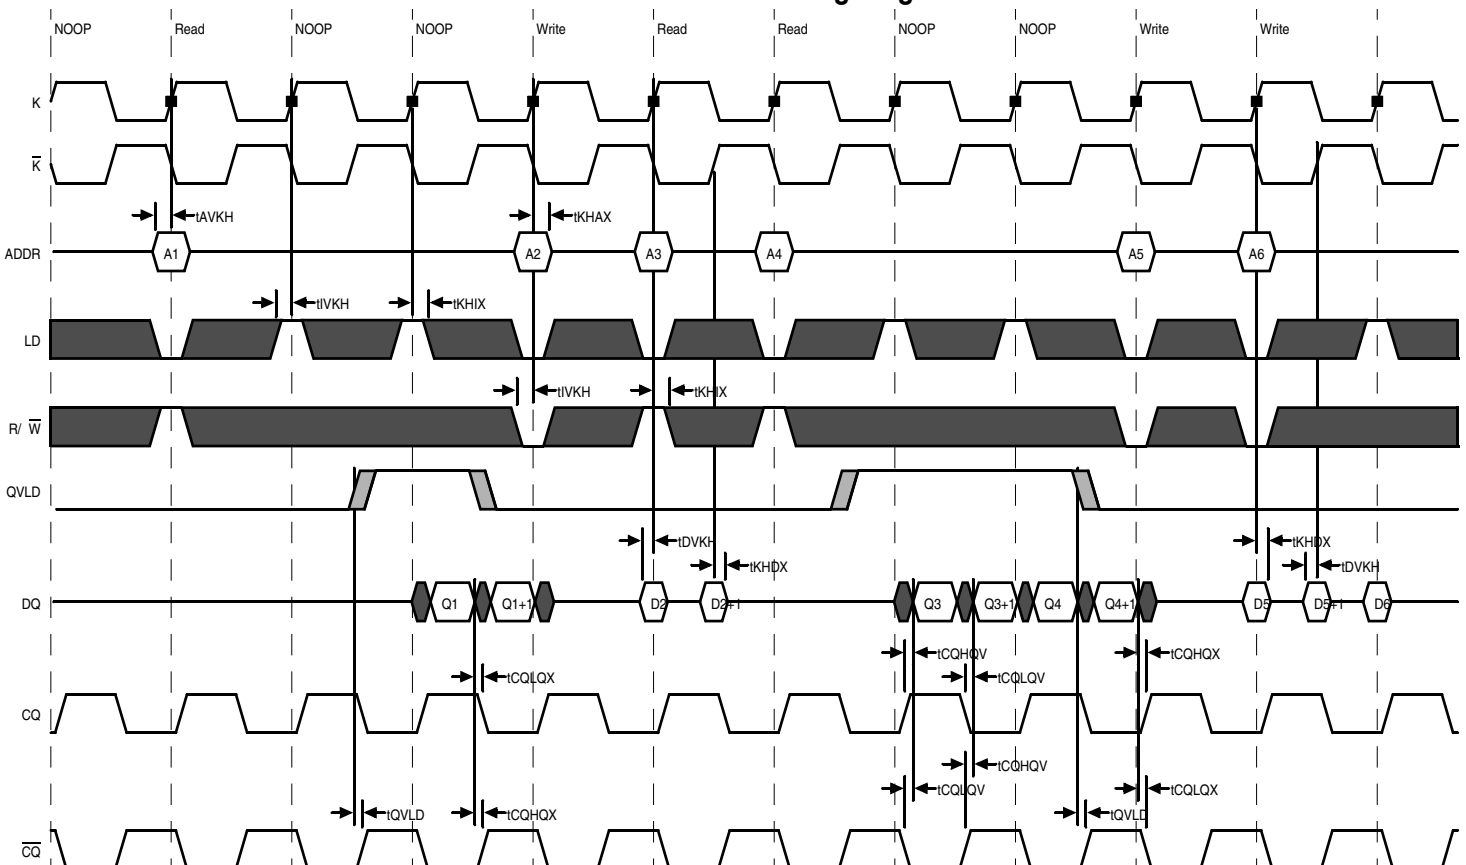 NOOP Read NOOP NOOP Write Read Read NOOP NOOP Write Write
K
K̅
tAVKH tKHAX
ADDR A1 A2 A3 A4 A5 A6
tIVKH tKHIX
LD
tIVKH tKHIX
R/ W̅
QVLD
tDVKH tKHDX
tKHDX tDVKH
DQ Q1 Q1+1 D2 D2+1 Q3 Q3+1 Q4 Q4+1 D5 D5+1 D6
tCQHQV tCQHQX
tCQLQX tCQLQV
CQ
tCQHQV
tCQLQV tCQLQX
tQVLD tCQHQX tQVLD
C̅Q̅